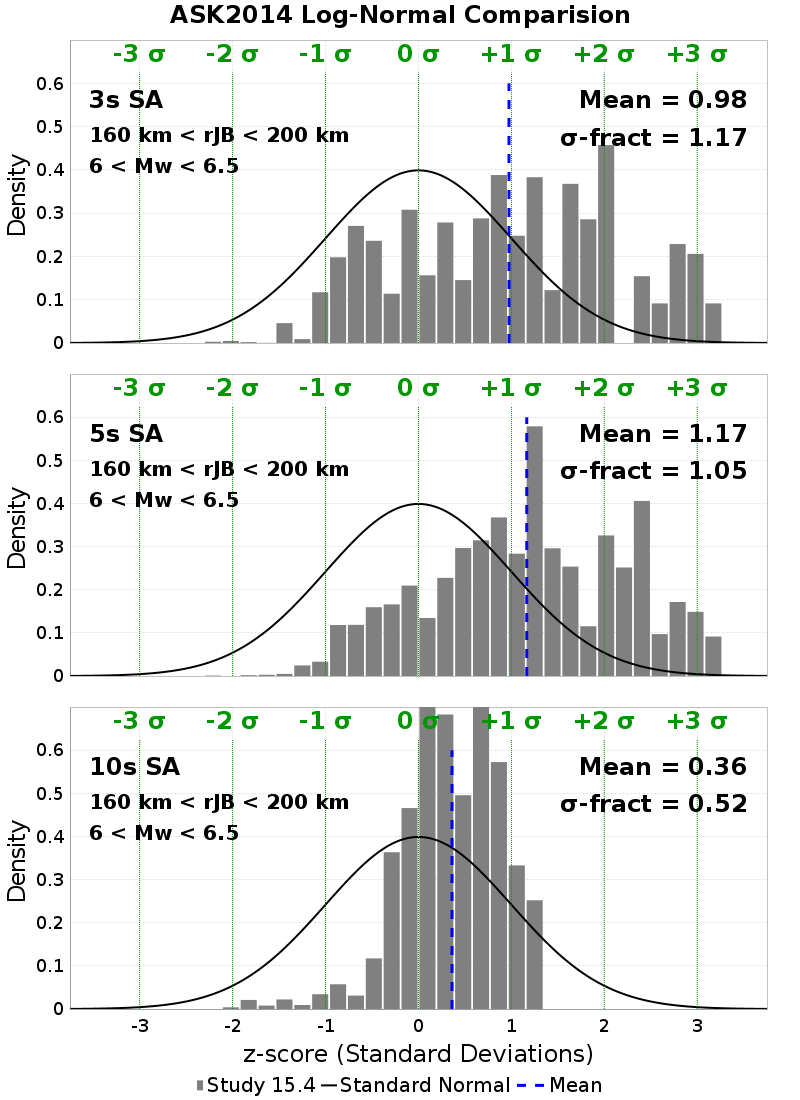 ASK2014 Log-Normal Comparision
-3 σ -2 σ -1 σ 0 σ +1 σ +2 σ +3 σ
3s SA
160 km < rJB < 200 km
6 < Mw < 6.5
Mean = 0.98
σ-fract = 1.17
Density
0.6
0.5
0.4
0.3
0.2
0.1
0
-3 σ -2 σ -1 σ 0 σ +1 σ +2 σ +3 σ
5s SA
160 km < rJB < 200 km
6 < Mw < 6.5
Mean = 1.17
σ-fract = 1.05
Density
0.6
0.5
0.4
0.3
0.2
0.1
0
-3 σ -2 σ -1 σ 0 σ +1 σ +2 σ +3 σ
10s SA
160 km < rJB < 200 km
6 < Mw < 6.5
Mean = 0.36
σ-fract = 0.52
Density
0.6
0.5
0.4
0.3
0.2
0.1
0
-3 -2 -1 0 1 2 3
z-score (Standard Deviations)
Study 15.4 Standard Normal Mean